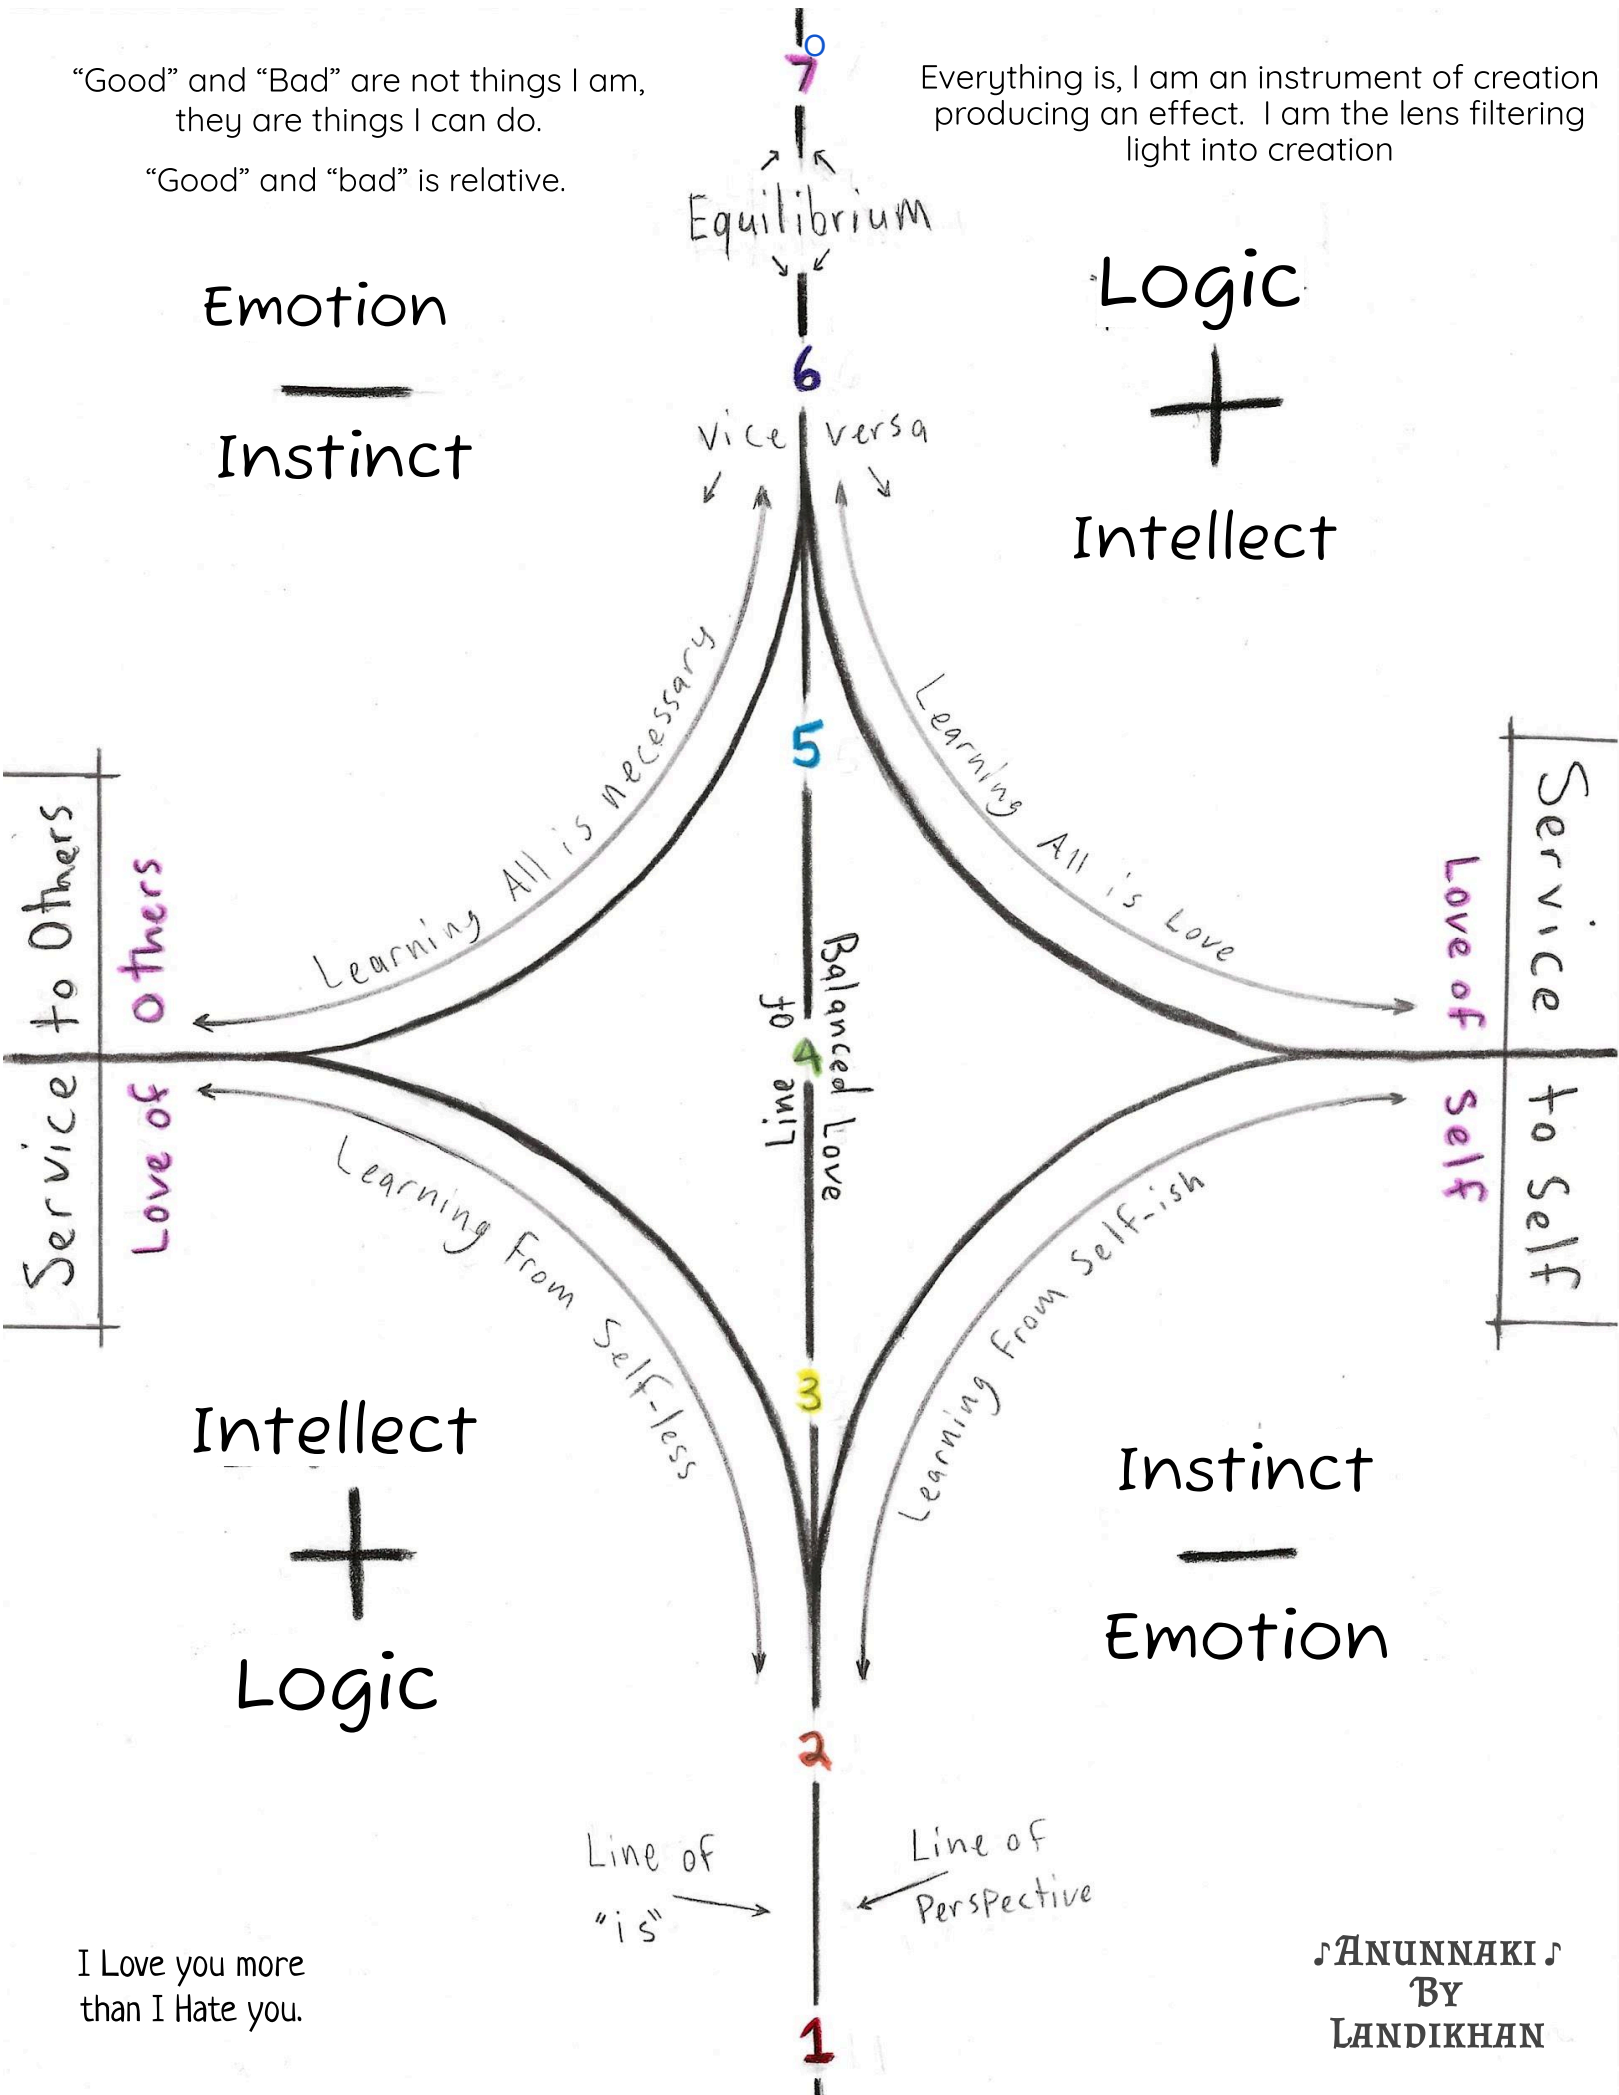 O
7
“Good” and “Bad” are not things I am,
they are things I can do.
“Good” and “bad” is relative.
Everything is, I am an instrument of creation
producing an effect.  I am the lens filtering
light into creation
Equilibrium
Emotion
—
Instinct
Logic
+
Intellect
6
Vice versa
Learning All is necessary
Learning All is Love
5
Service to Others
Love of Others
Line of
4
Balanced Love
Love of Self
Service to Self
Learning From Self-less
Learning From Self-ish
3
Intellect
+
Logic
Instinct
—
Emotion
2
Line of
"is"
Line of
Perspective
I Love you more
than I Hate you.
♪Anunnaki♪
By
Landikhan
1